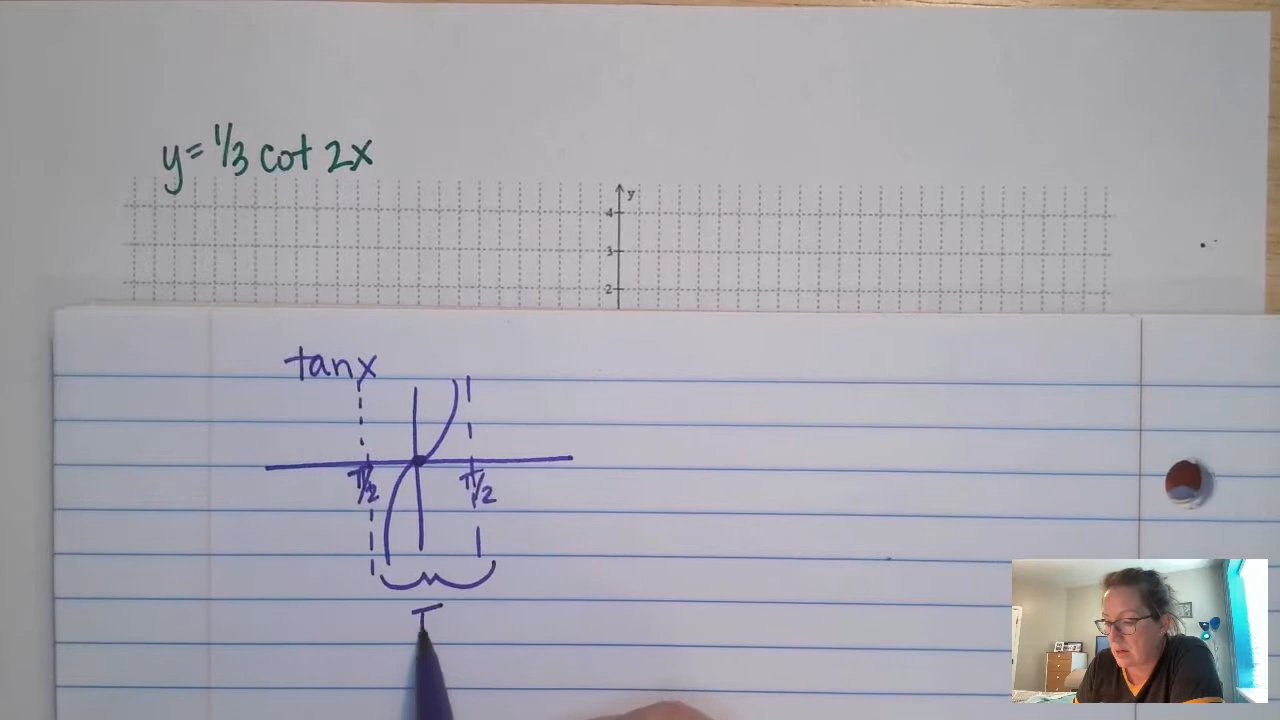 y = 1/3 cot 2x
y
4
3
2
tan x
π/2 π/2